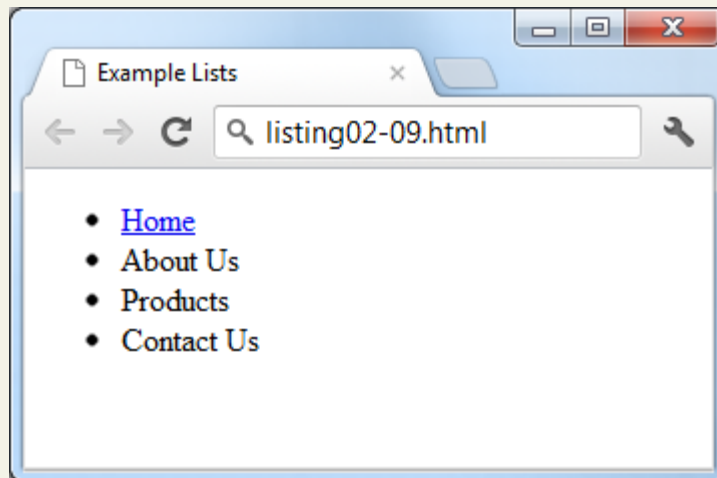 Example Lists
listing02-09.html
Home
About Us
Products
Contact Us